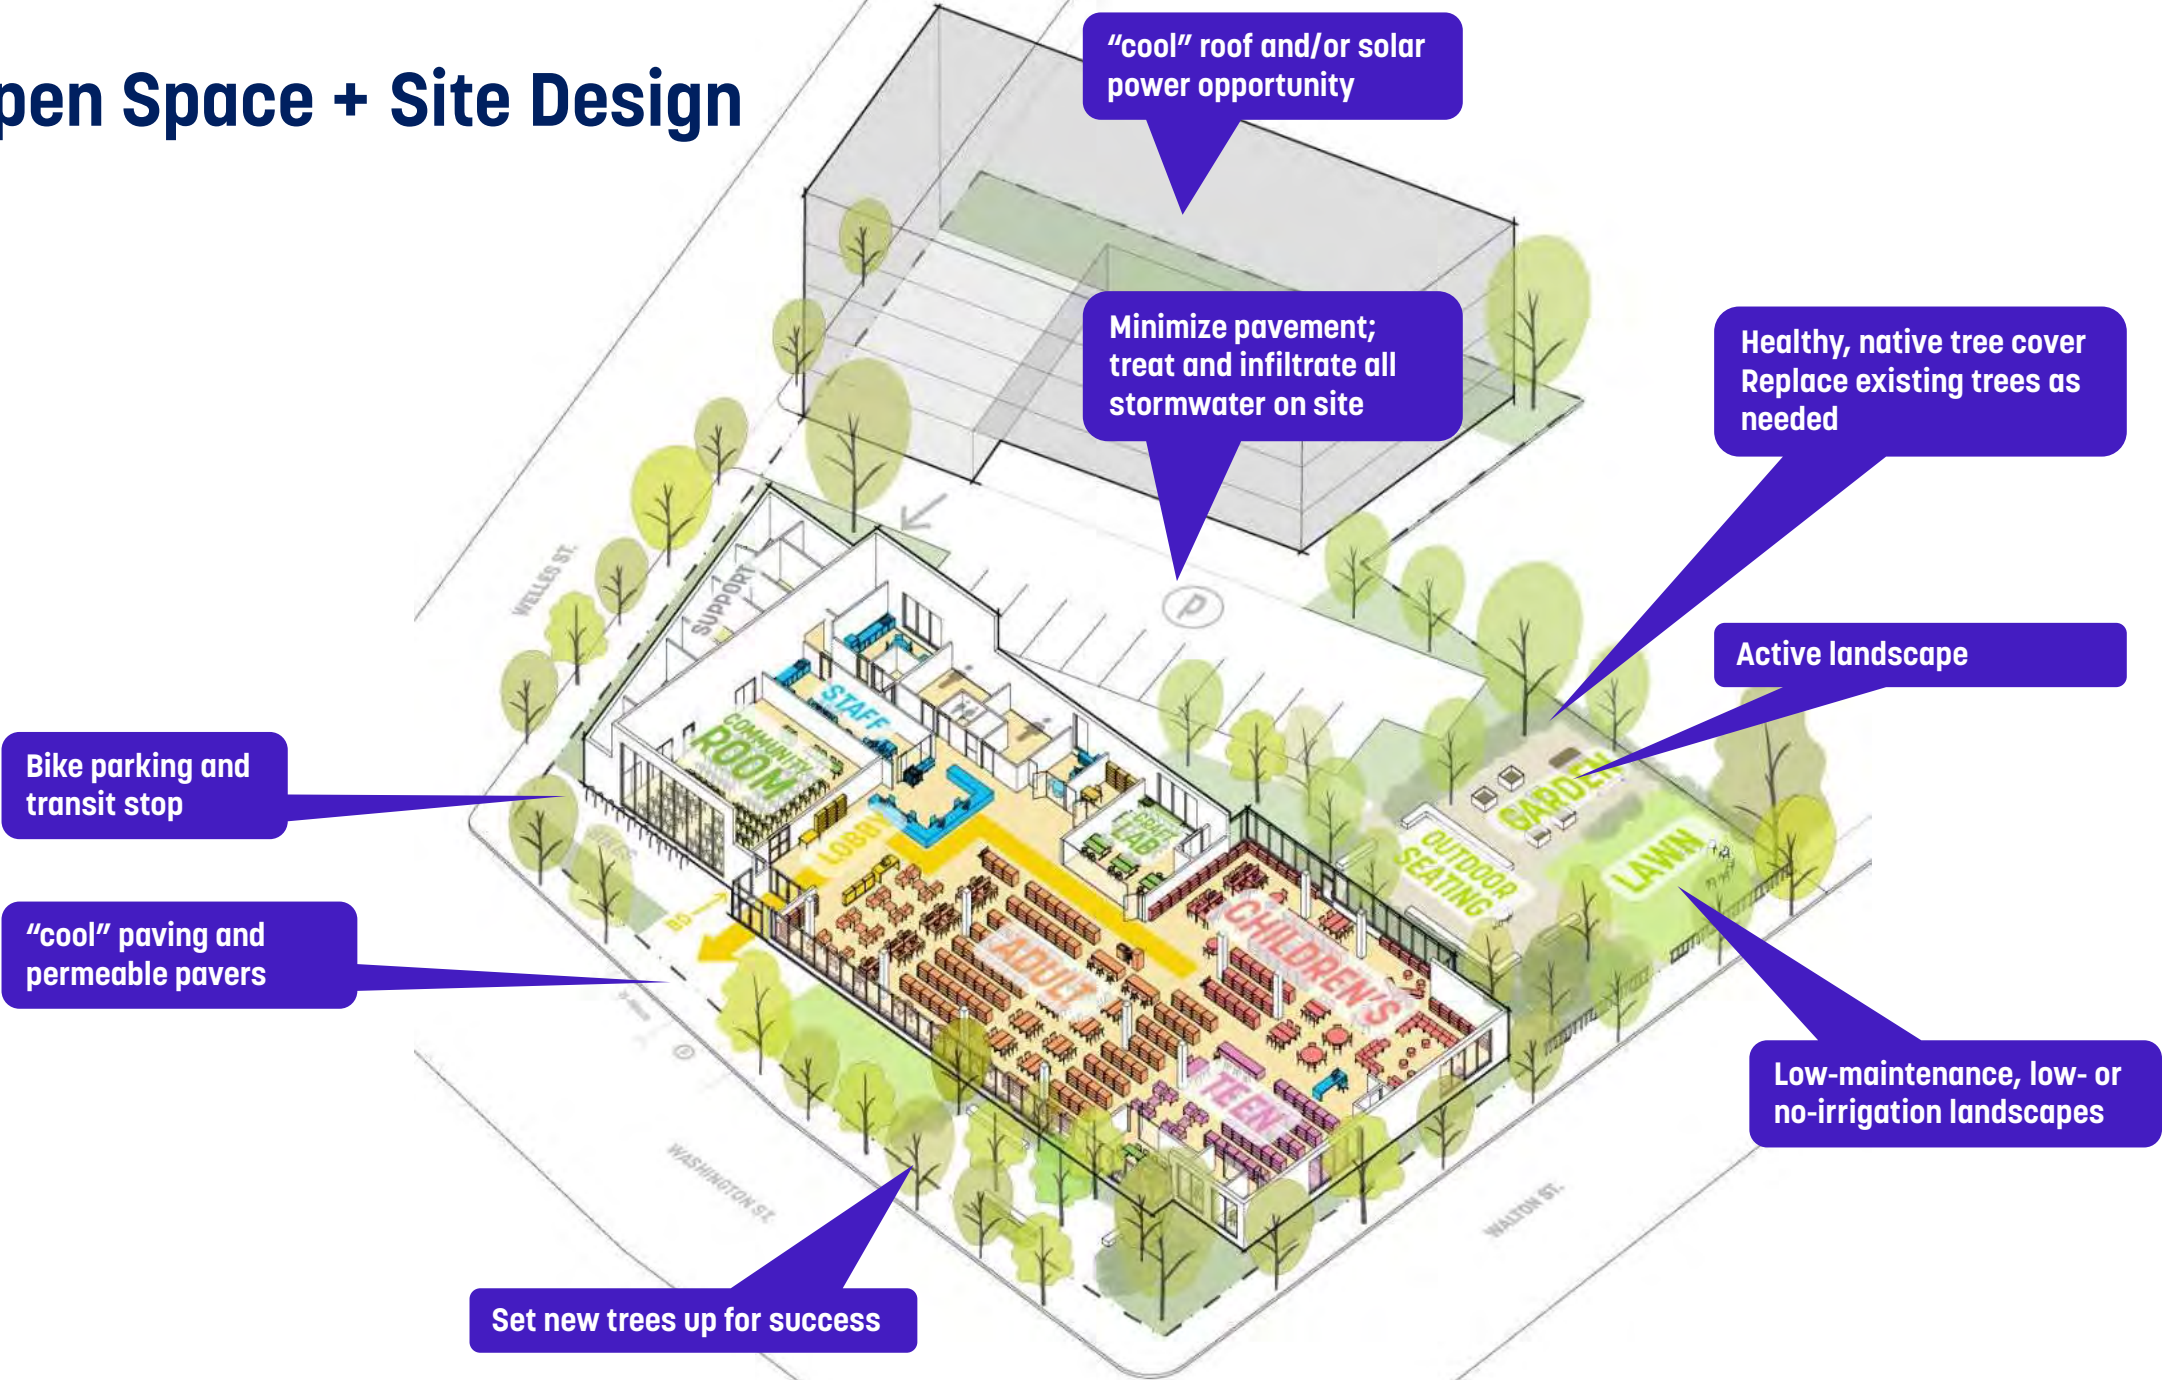 pen Space + Site Design
“cool” roof and/or solar
power opportunity
Minimize pavement;
treat and infiltrate all
stormwater on site
Healthy, native tree cover
Replace existing trees as
needed
Active landscape
Bike parking and
transit stop
“cool” paving and
permeable pavers
Set new trees up for success
Low-maintenance, low- or
no-irrigation landscapes
WELLES ST.
SUPPORT
P
STAFF
COMMUNITY
ROOM
LOBBY
LAB
GARDEN
OUTDOOR
SEATING
LAWN
BIKES
BD
ADULT
CHILDREN'S
TEEN
WASHINGTON ST.
WALTON ST.